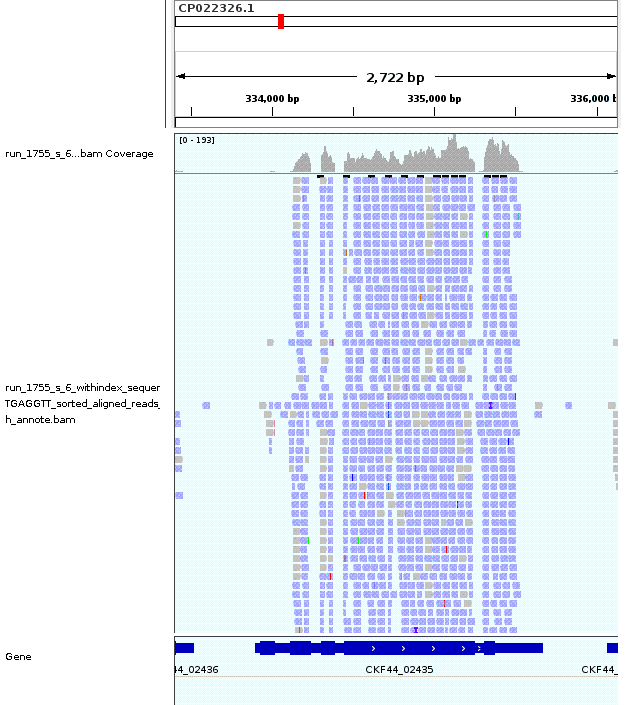 CP022326.1
2,722 bp
334,000 bp 335,000 bp 336,000 b
[0 - 193]
run_1755_s_6...bam Coverage
run_1755_s_6_withindex_sequer
TGAGGTT_sorted_aligned_reads_
h_annote.bam
Gene
44_02436 CKF44_02435 CKF44_